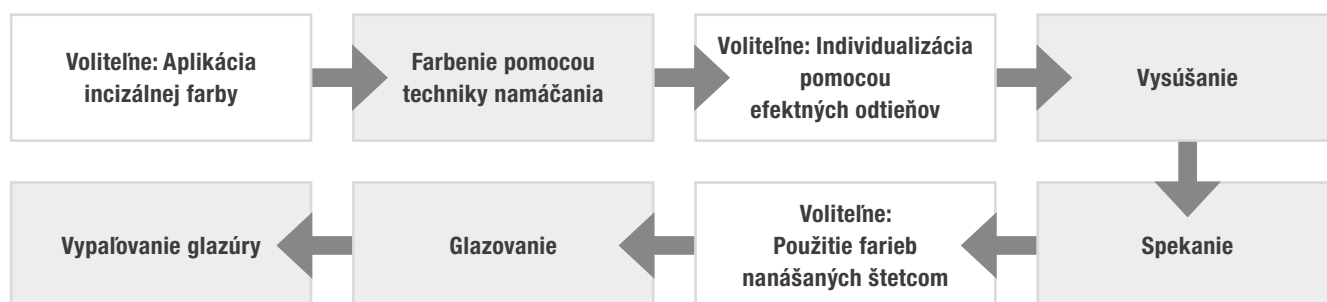 Voliteľne: Aplikácia
incizálnej farby
Farbenie pomocou
techniky namáčania
Voliteľne: Individualizácia
pomocou
efektných odtieňov
Vysúšanie
Spekanie
Voliteľne:
Použitie farieb
nanášaných štetcom
Glazovanie
Vypaľovanie glazúry